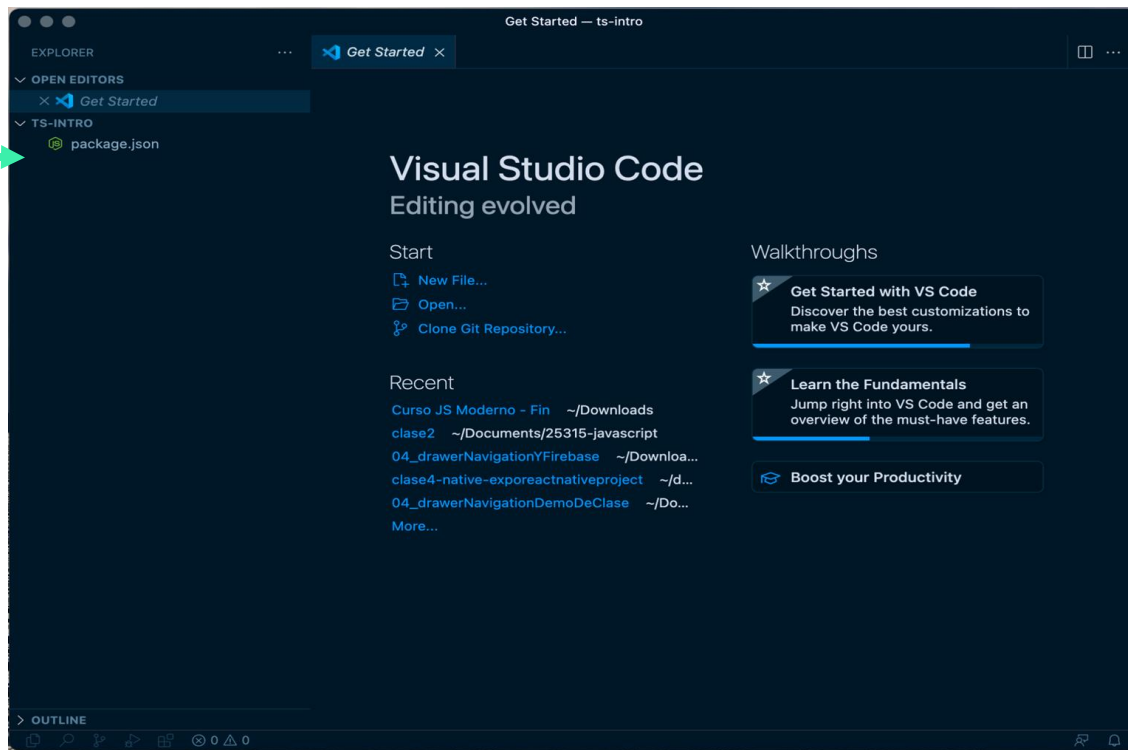 Get Started — ts-intro
EXPLORER
Get Started
OPEN EDITORS
Get Started
TS-INTRO
package.json
Visual Studio Code
Editing evolved
Start
New File...
Open...
Clone Git Repository...
Recent
Curso JS Moderno - Fin ~/Downloads
clase2 ~/Documents/25315-javascript
04_drawerNavigationYFirebase ~/Downloa...
clase4-native-exporeactnativeproject ~/d...
04_drawerNavigationDemoDeClase ~/Do...
More...
Walkthroughs
Get Started with VS Code
Discover the best customizations to
make VS Code yours.
Learn the Fundamentals
Jump right into VS Code and get an
overview of the must-have features.
Boost your Productivity
OUTLINE
0 0